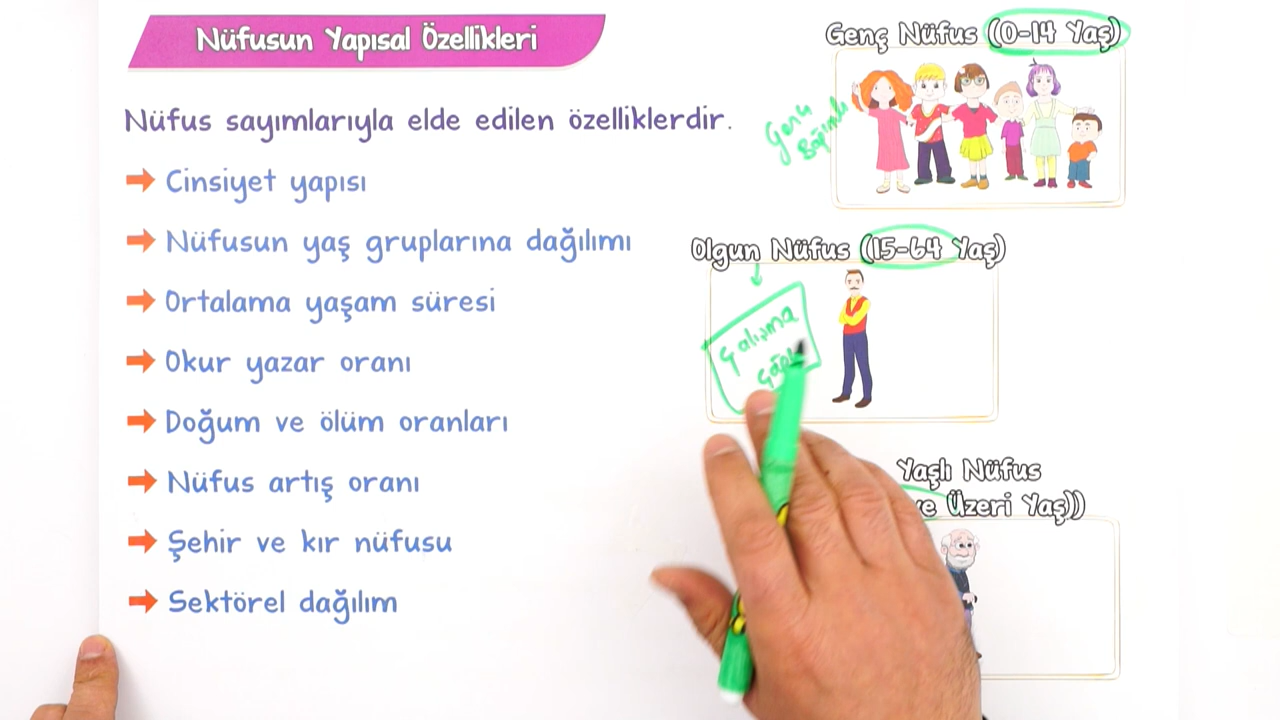 Nüfusun Yapısal Özellikleri
Nüfus sayımlarıyla elde edilen özelliklerdir.
Cinsiyet yapısı
Nüfusun yaş gruplarına dağılımı
Ortalama yaşam süresi
Okur yazar oranı
Doğum ve ölüm oranları
Nüfus artış oranı
Şehir ve kır nüfusu
Sektörel dağılım
Genç Nüfus (0-14 Yaş)
Genç
Bağımlı
Olgun Nüfus (15-64 Yaş)
Çalışma
Yaşlı Nüfus
ve Üzeri Yaş))